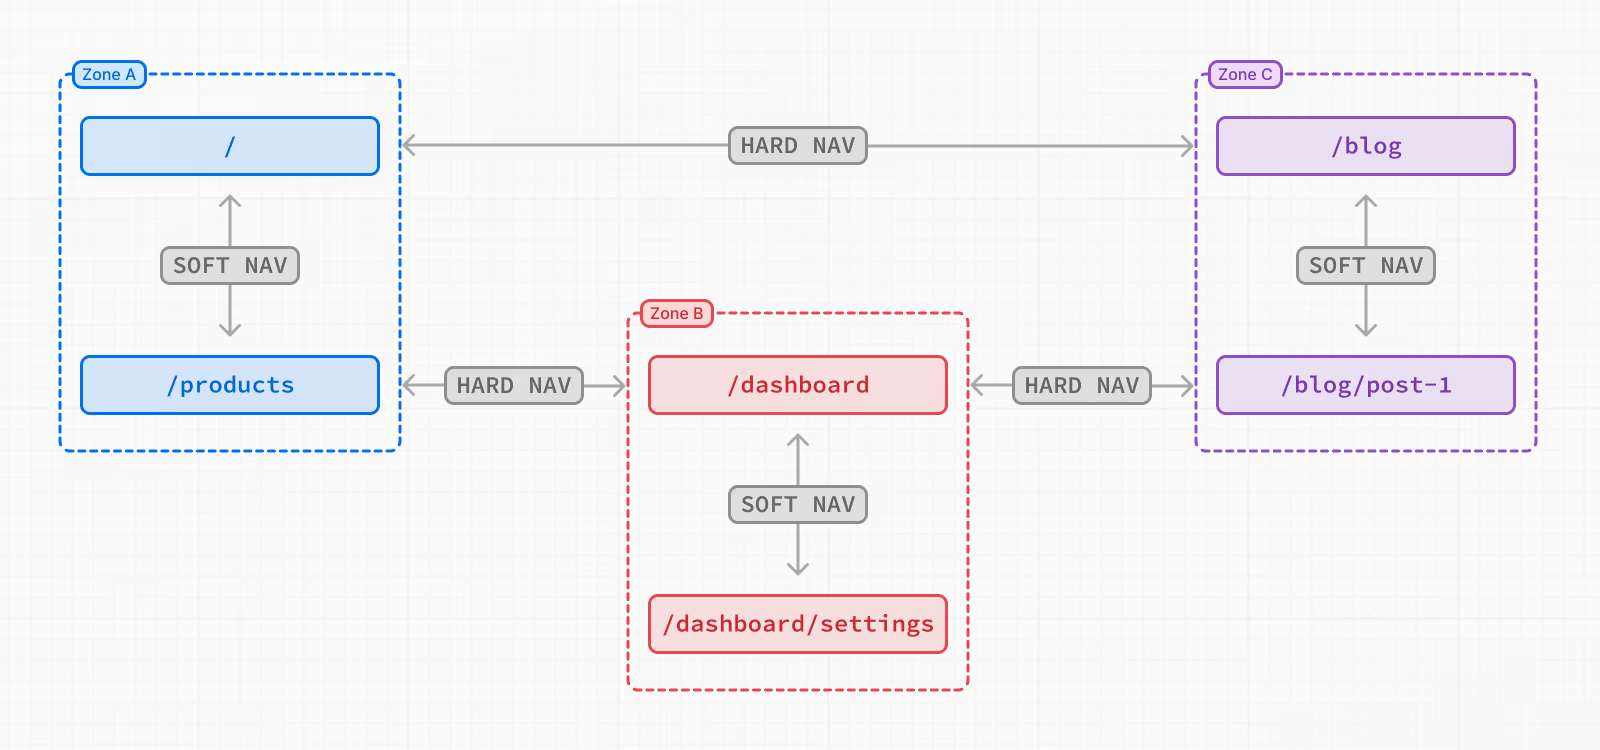 Zone A
Zone C
/
HARD NAV
/blog
SOFT NAV
SOFT NAV
Zone B
/products
HARD NAV
/dashboard
HARD NAV
/blog/post-1
SOFT NAV
/dashboard/settings